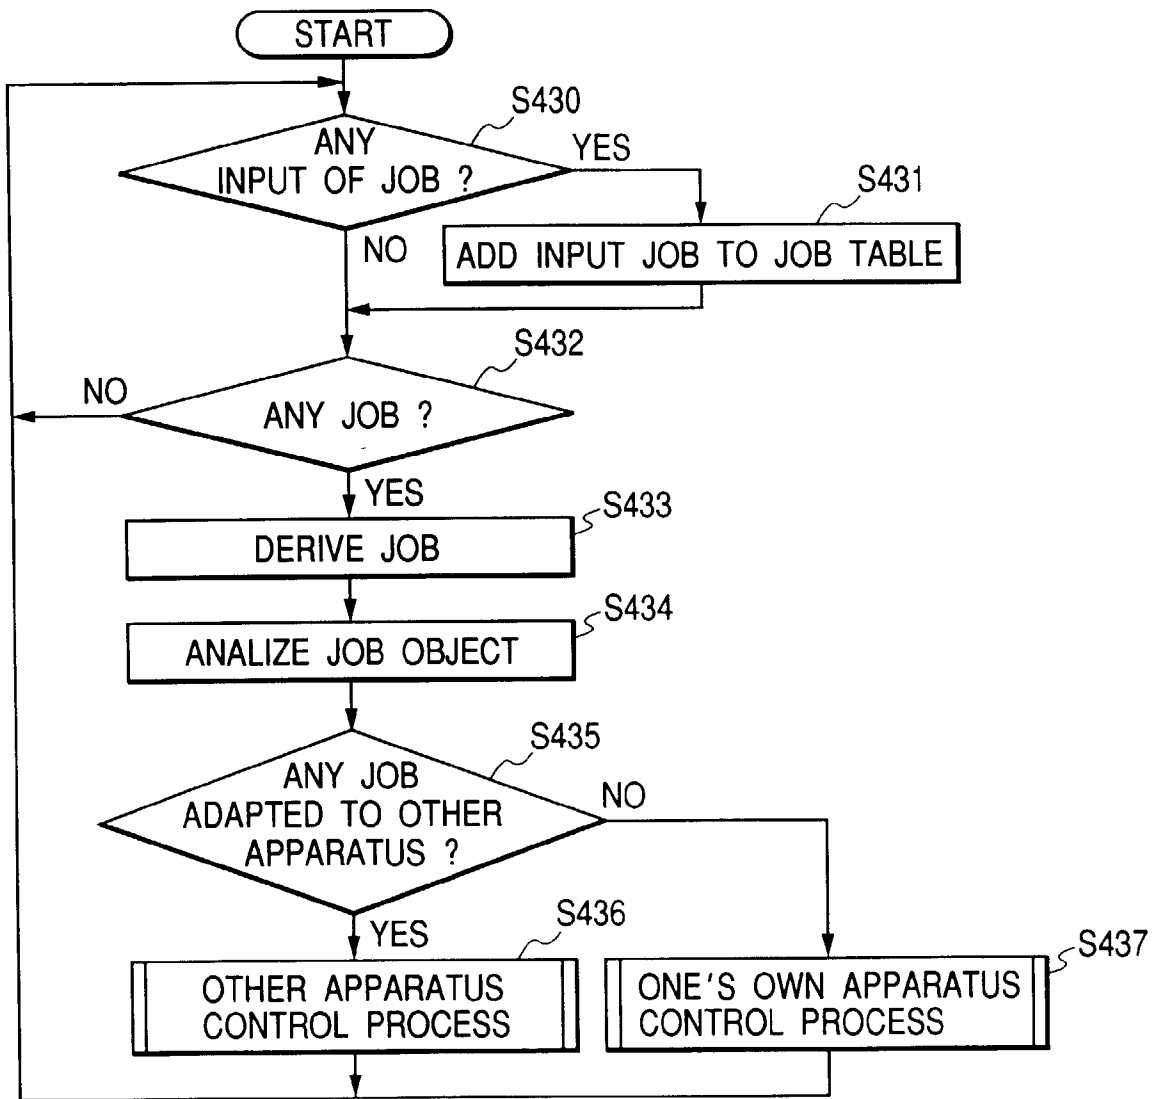 START
S430
ANY
INPUT OF JOB ?
YES
S431
NO
ADD INPUT JOB TO JOB TABLE
S432
NO
ANY JOB ?
YES
S433
DERIVE JOB
S434
ANALIZE JOB OBJECT
S435
ANY JOB
ADAPTED TO OTHER
APPARATUS ?
NO
YES
S436
S437
OTHER APPARATUS
CONTROL PROCESS
ONE'S OWN APPARATUS
CONTROL PROCESS